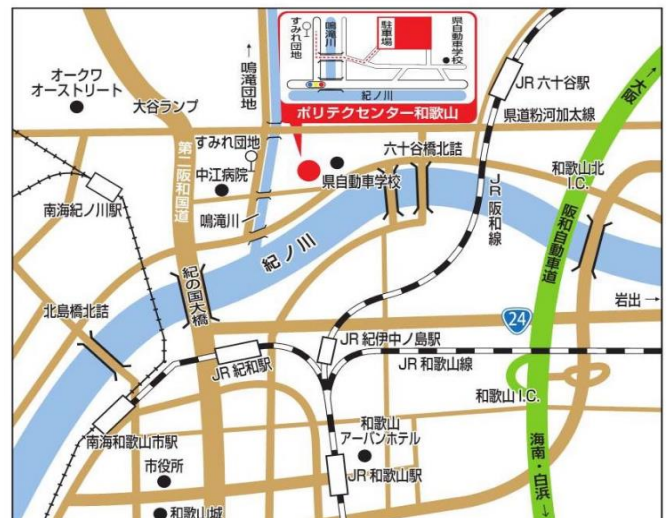 すみれ団地
鳴滝川
駐車場
県自動車学校
紀ノ川
ポリテクセンター和歌山
↑鳴滝団地
オークワ
オーストリート
大谷ランプ
第二阪和国道
すみれ団地
中江病院
鳴滝川
県自動車学校
六十谷橋北詰
JR 六十谷駅
県道粉河加太線
JR 阪和線
大阪
和歌山北
I.C.
阪和自動車道
南海紀ノ川駅
紀ノ川
紀の国大橋
北島橋北詰
岩出→
24
JR 紀和駅
JR 紀伊中ノ島駅
JR 和歌山線
和歌山 I.C.
南海和歌山市駅
市役所
和歌山城
和歌山
アーバンホテル
JR 和歌山駅
海南・白浜→